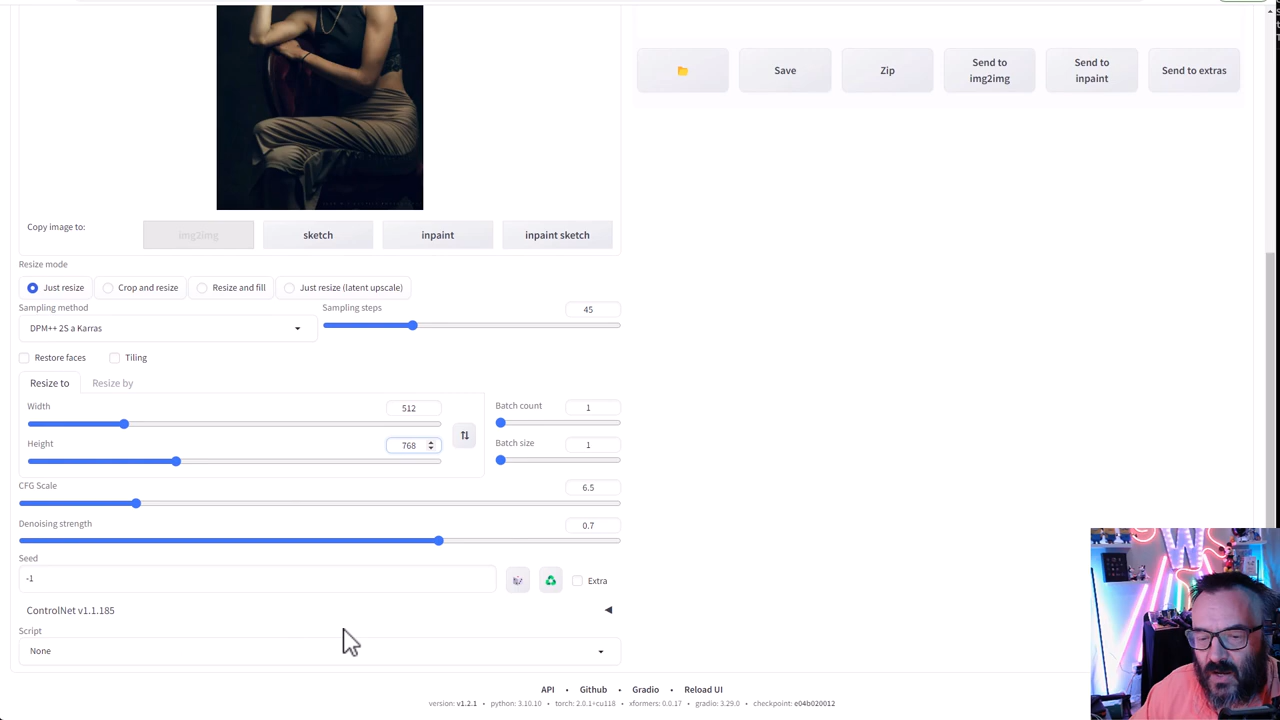 📁
Save
Zip
Send to
img2img
Send to
inpaint
Send to extras
Copy image to:
img2img
sketch
inpaint
inpaint sketch
Resize mode
Just resize
Crop and resize
Resize and fill
Just resize (latent upscale)
Sampling method
DPM++ 2S a Karras
Sampling steps
45
Restore faces
Tiling
Resize to
Resize by
Width
512
Height
768
Batch count
1
Batch size
1
CFG Scale
6.5
Denoising strength
0.7
Seed
-1
Extra
ControlNet v1.1.185
Script
None
API • Github • Gradio • Reload UI
version: v1.2.1 • python: 3.10.10 • torch: 2.0.1+cu118 • xformers: 0.0.17 • gradio: 3.29.0 • checkpoint: e04b020012